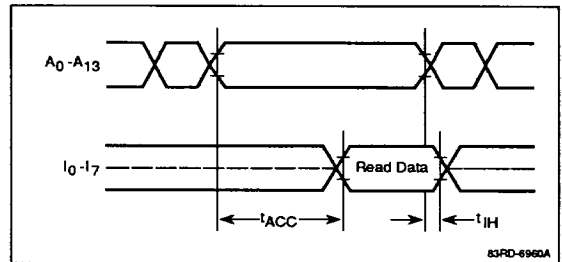 A0-A13
I0-I7
Read Data
tACC
tIH
83RD-6960A